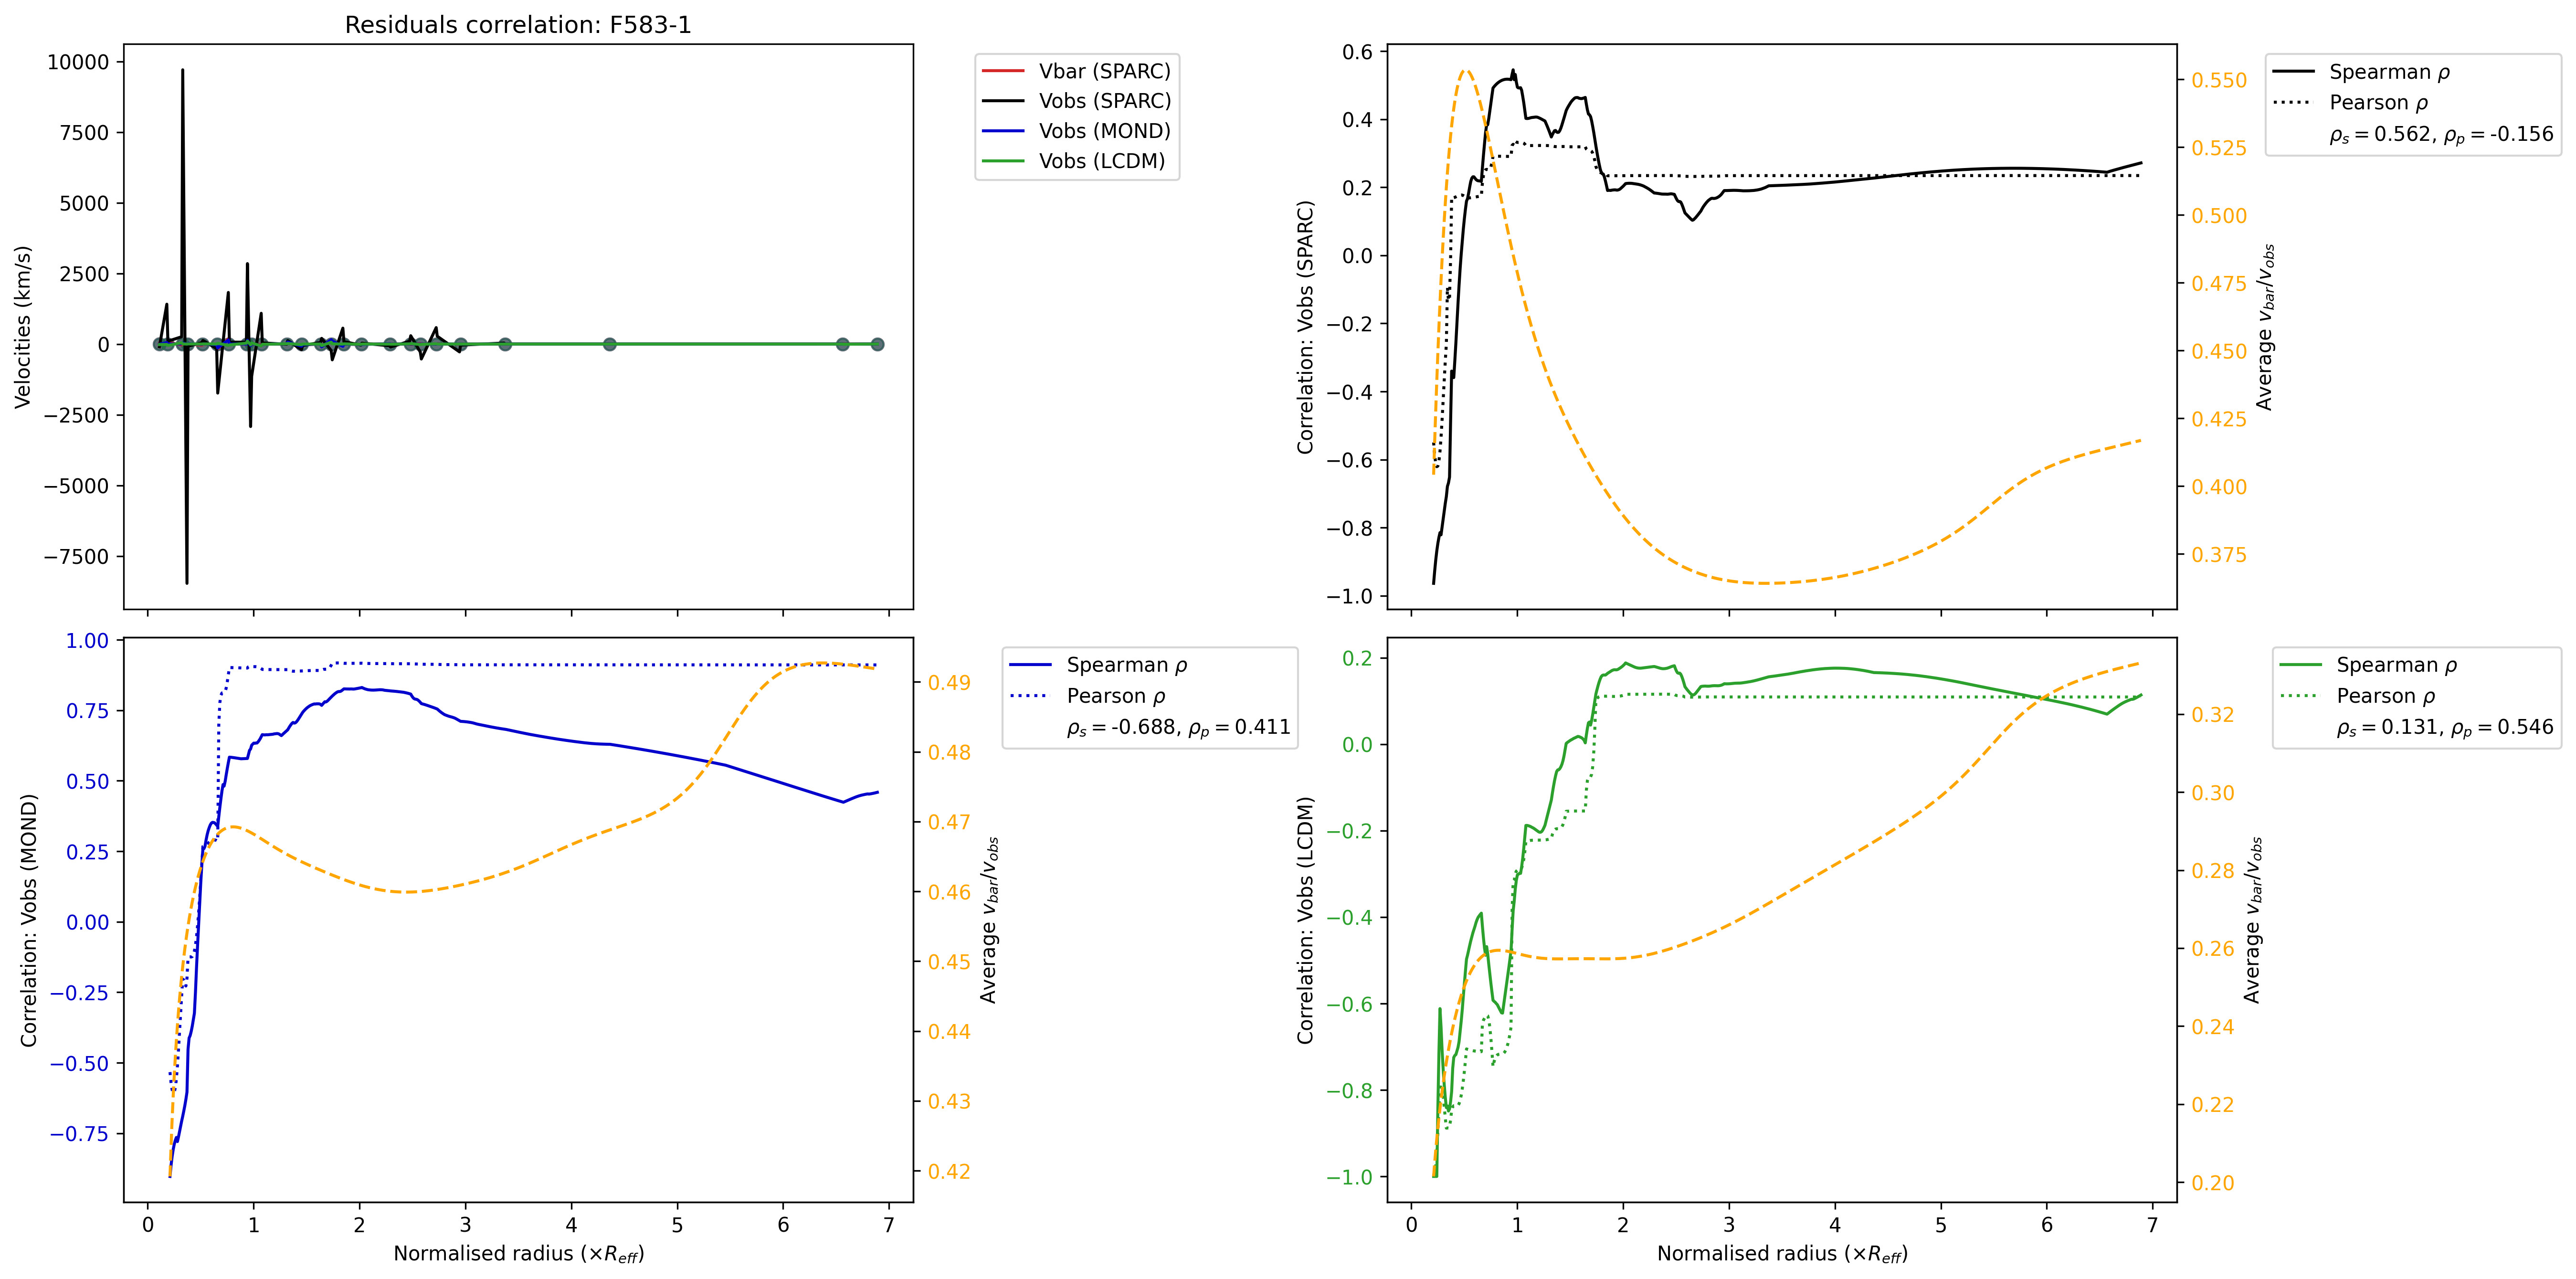 Residuals correlation: F583-1
10000
7500
5000
2500
0
−2500
−5000
−7500
Velocities (km/s)
Vbar (SPARC)
Vobs (SPARC)
Vobs (MOND)
Vobs (LCDM)
0.6
0.4
0.2
0.0
−0.2
−0.4
−0.6
−0.8
−1.0
Correlation: Vobs (SPARC)
0.550
0.525
0.500
0.475
0.450
0.425
0.400
0.375
Average v_bar/v_obs
Spearman ρ
Pearson ρ
ρ_s = 0.562, ρ_p = -0.156
1.00
0.75
0.50
0.25
0.00
−0.25
−0.50
−0.75
Correlation: Vobs (MOND)
0 1 2 3 4 5 6 7
Normalised radius (×R_eff)
0.49
0.48
0.47
0.46
0.45
0.44
0.43
0.42
Average v_bar/v_obs
Spearman ρ
Pearson ρ
ρ_s = -0.688, ρ_p = 0.411
0.2
0.0
−0.2
−0.4
−0.6
−0.8
−1.0
Correlation: Vobs (LCDM)
0 1 2 3 4 5 6 7
Normalised radius (×R_eff)
0.32
0.30
0.28
0.26
0.24
0.22
0.20
Average v_bar/v_obs
Spearman ρ
Pearson ρ
ρ_s = 0.131, ρ_p = 0.546